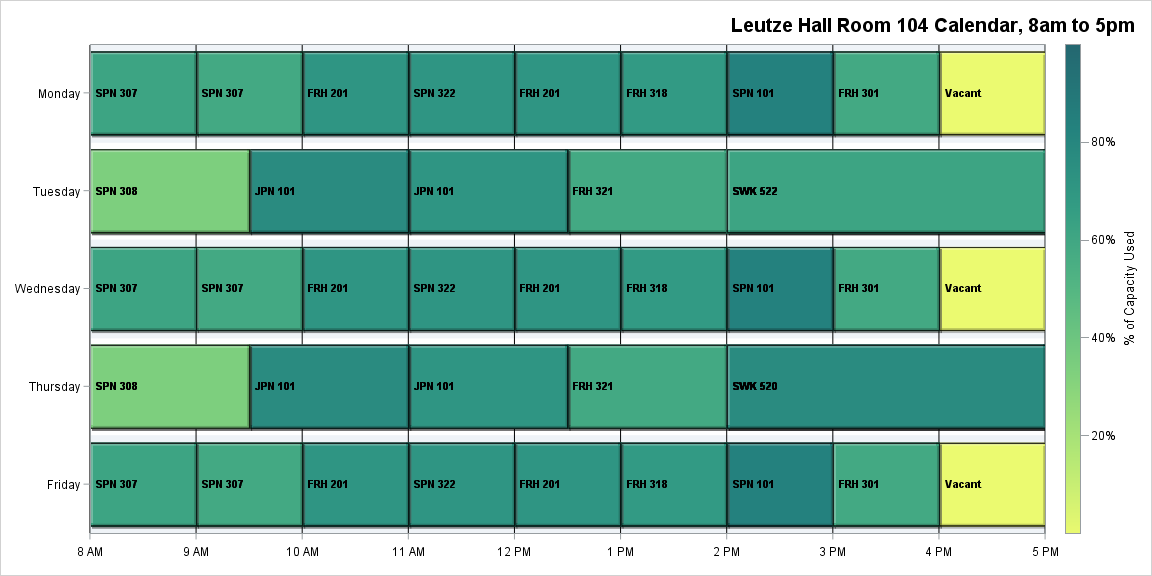 Leutze Hall Room 104 Calendar, 8am to 5pm
Monday SPN 307 SPN 307 FRH 201 SPN 322 FRH 201 FRH 318 SPN 101 FRH 301 Vacant
80%
Tuesday SPN 308 JPN 101 JPN 101 FRH 321 SWK 522
60%
% of Capacity Used
Wednesday SPN 307 SPN 307 FRH 201 SPN 322 FRH 201 FRH 318 SPN 101 FRH 301 Vacant
40%
Thursday SPN 308 JPN 101 JPN 101 FRH 321 SWK 520
20%
Friday SPN 307 SPN 307 FRH 201 SPN 322 FRH 201 FRH 318 SPN 101 FRH 301 Vacant
8 AM 9 AM 10 AM 11 AM 12 PM 1 PM 2 PM 3 PM 4 PM 5 PM